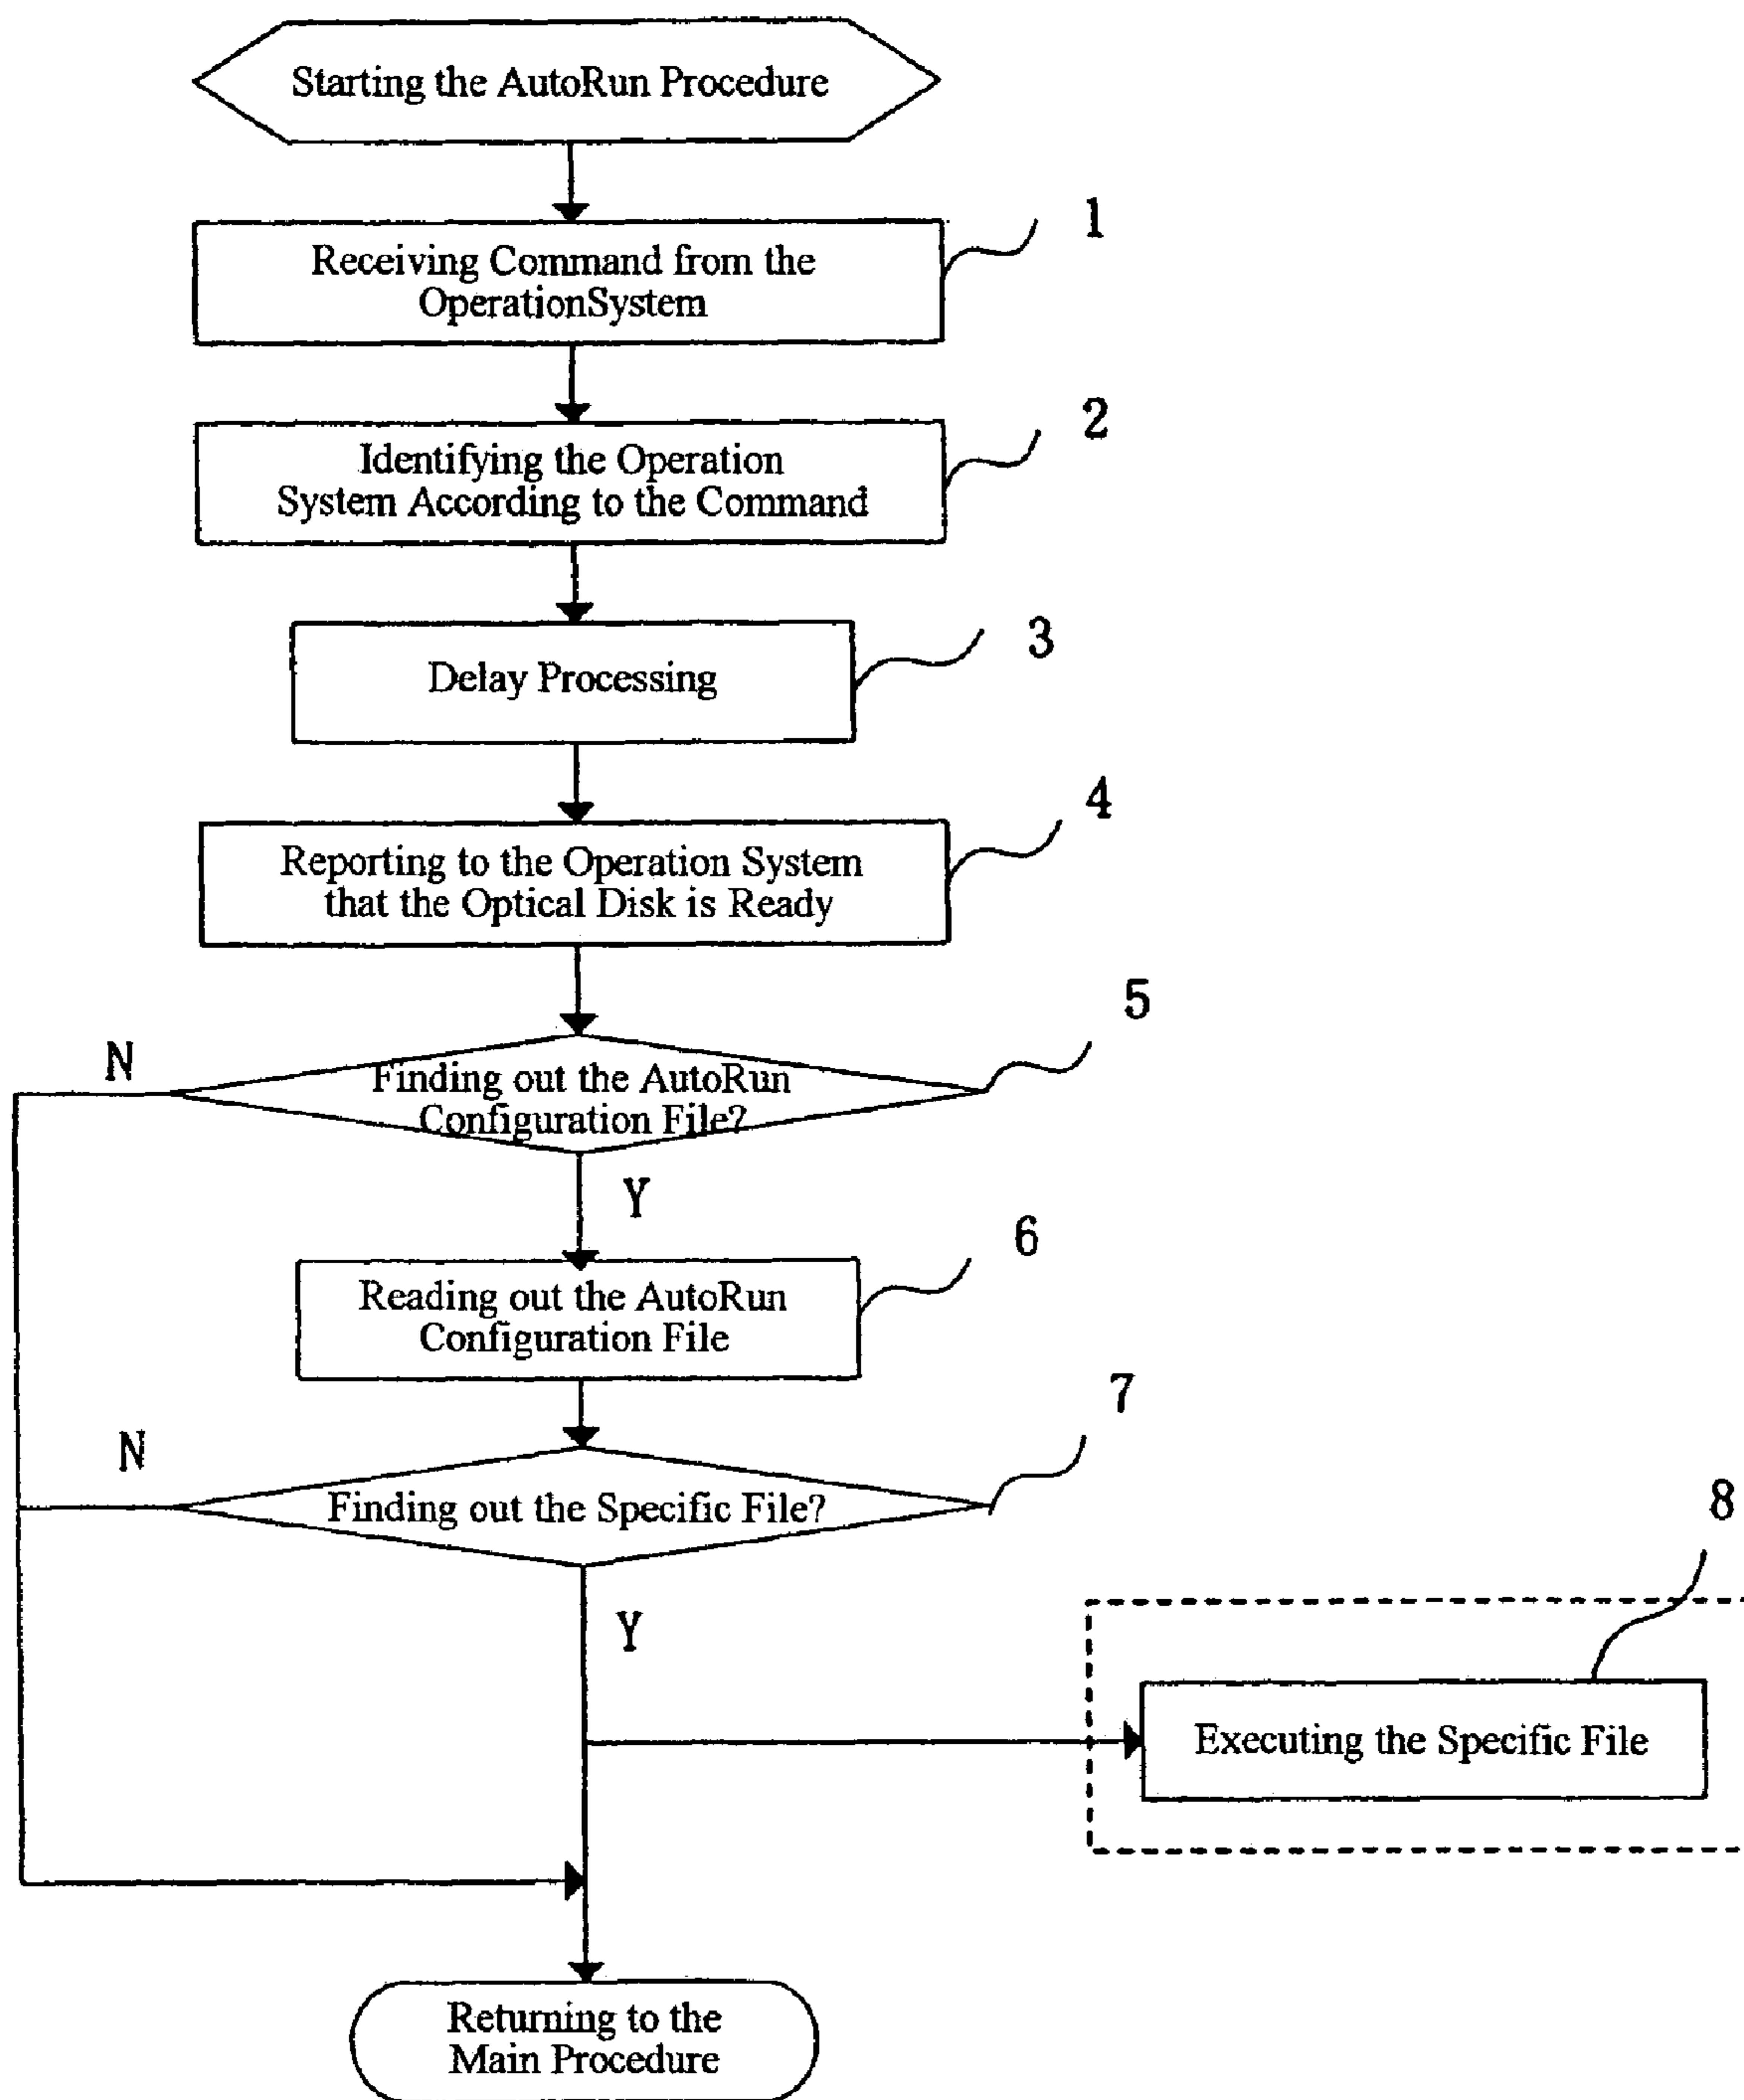 Starting the AutoRun Procedure
1
Receiving Command from the
OperationSystem
2
Identifying the Operation
System According to the Command
3
Delay Processing
4
Reporting to the Operation System
that the Optical Disk is Ready
5
N
Finding out the AutoRun
Configuration File?
Y
6
Reading out the AutoRun
Configuration File
7
N
Finding out the Specific File?
8
Y
Executing the Specific File
Returning to the
Main Procedure